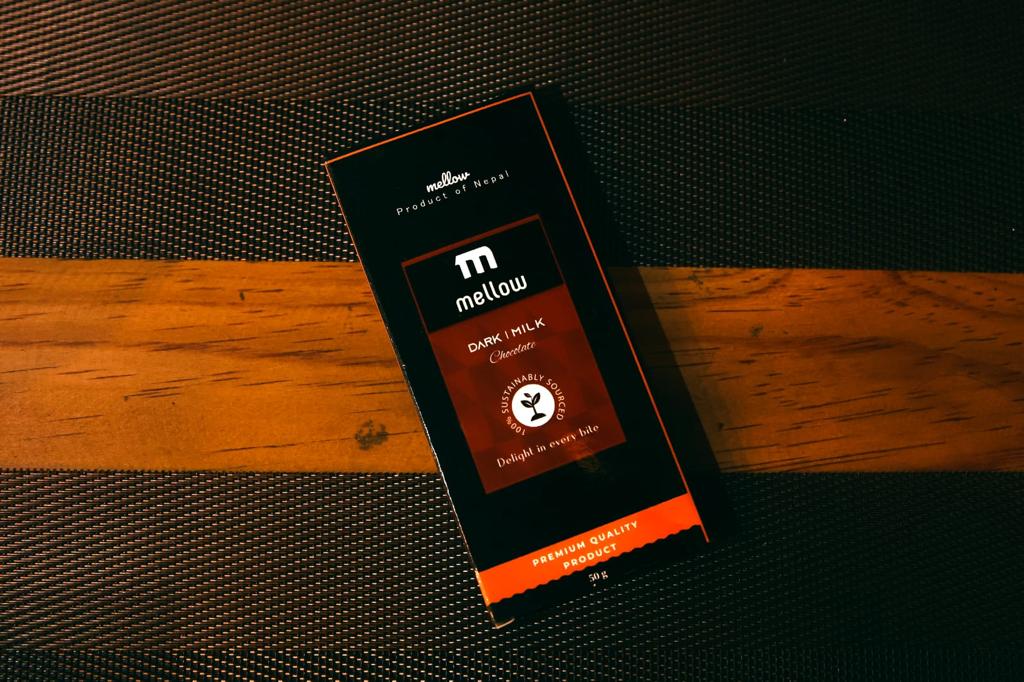 mellow
Product of Nepal
m
mellow
DARK | MILK
Chocolate
100% SUSTAINABLY SOURCED
Delight in every bite
PREMIUM QUALITY
PRODUCT
50 g